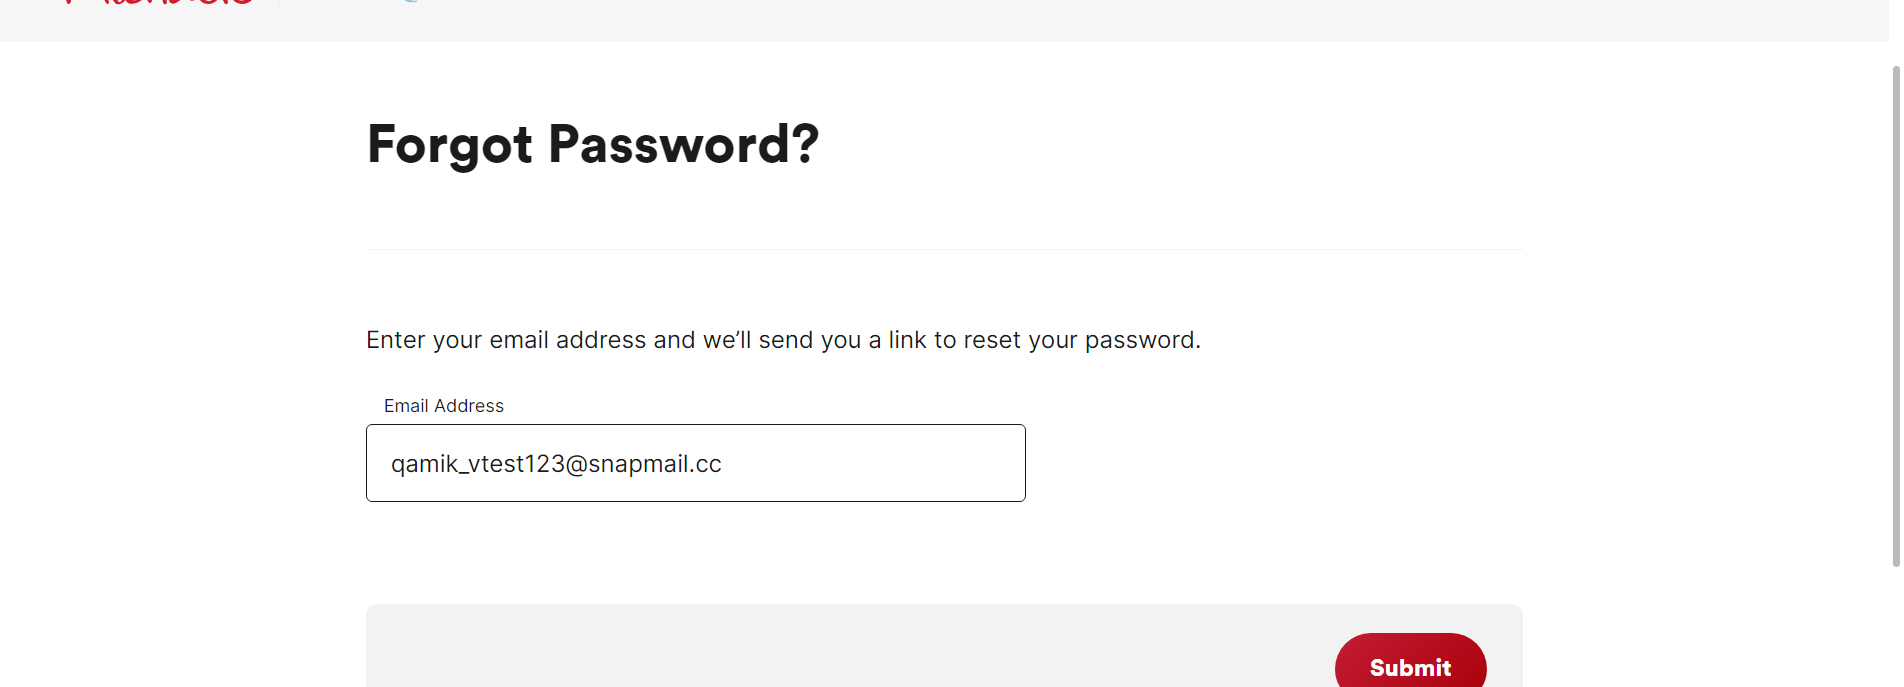 Forgot Password?
Enter your email address and we’ll send you a link to reset your password.
Email Address
qamik_vtest123@snapmail.cc
Submit